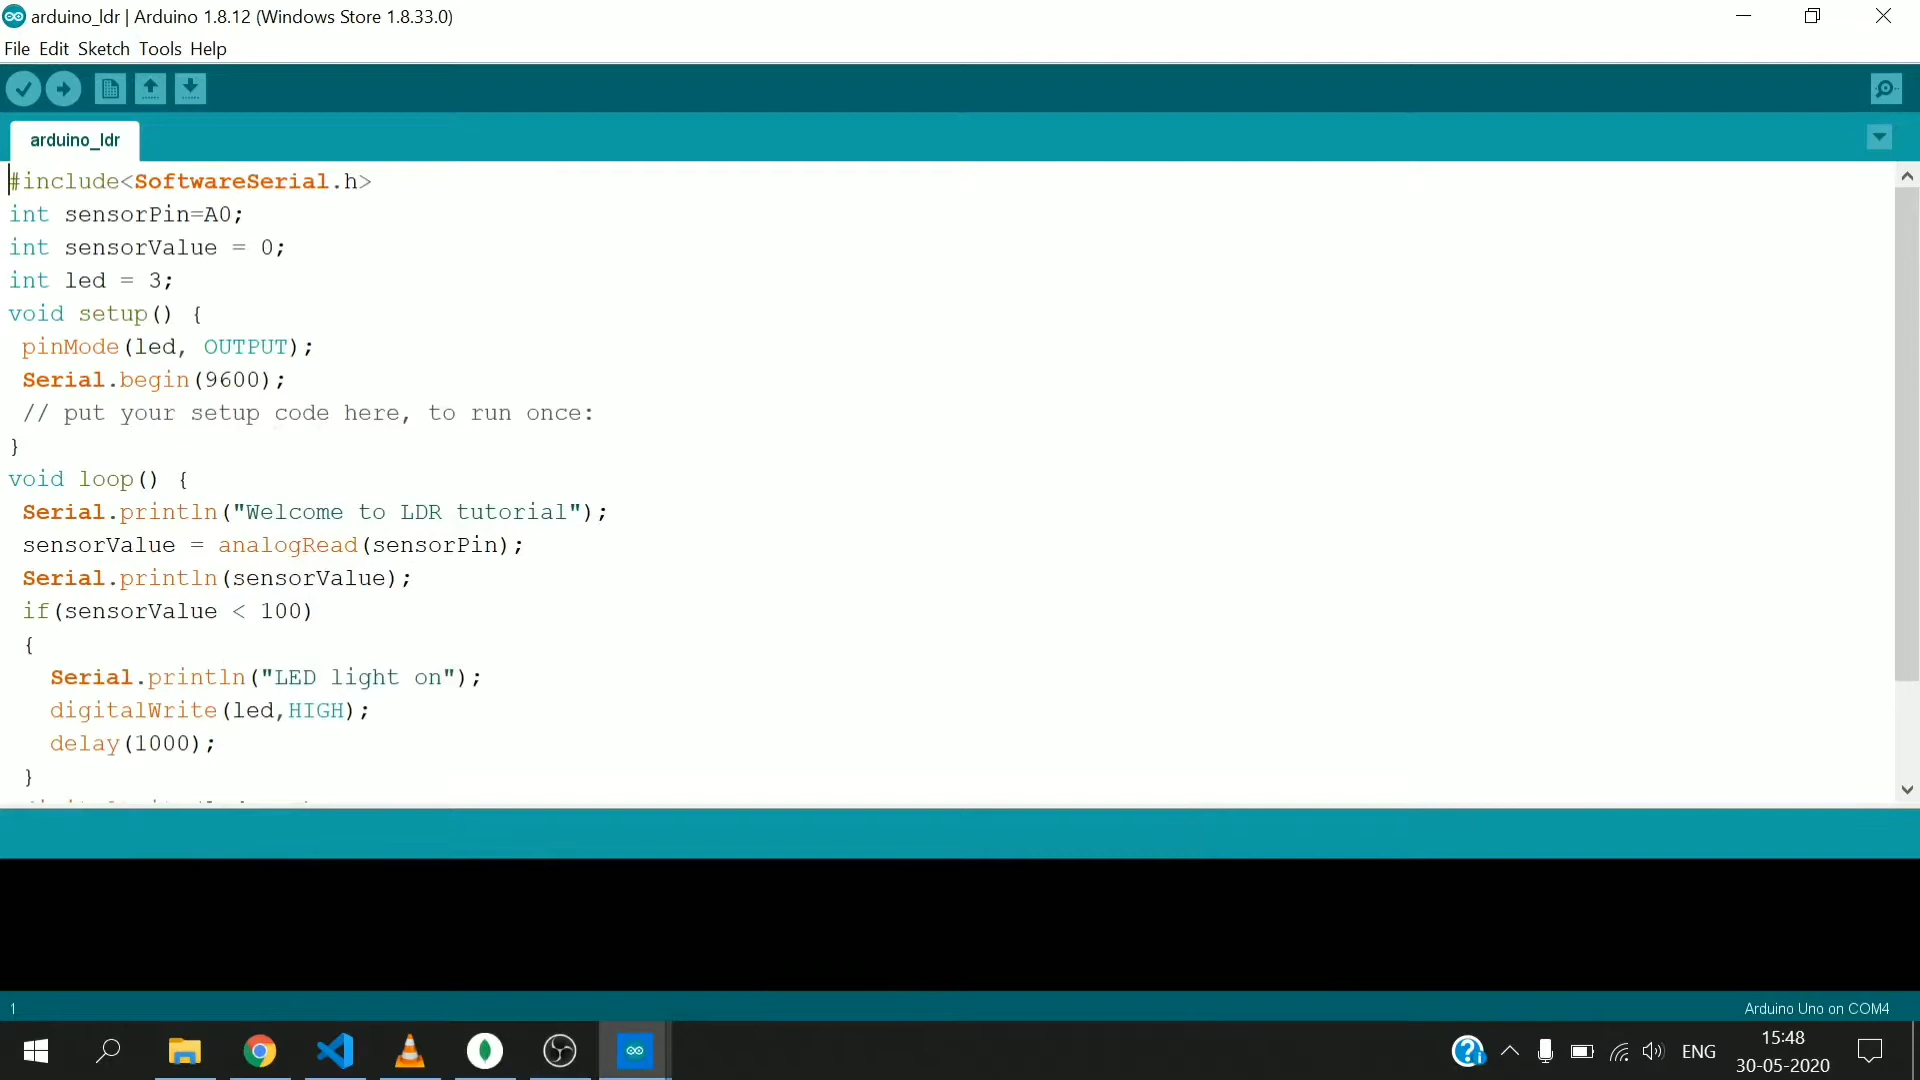 arduino_ldr | Arduino 1.8.12 (Windows Store 1.8.33.0)
File Edit Sketch Tools Help
arduino_ldr
#include<SoftwareSerial.h>
int sensorPin=A0;
int sensorValue = 0;
int led = 3;
void setup() {
pinMode(led, OUTPUT);
Serial.begin(9600);
// put your setup code here, to run once:
}
void loop() {
Serial.println("Welcome to LDR tutorial");
sensorValue = analogRead(sensorPin);
Serial.println(sensorValue);
if(sensorValue < 100)
{
Serial.println("LED light on");
digitalWrite(led,HIGH);
delay(1000);
}
1
Arduino Uno on COM4
ENG
15:48
30-05-2020